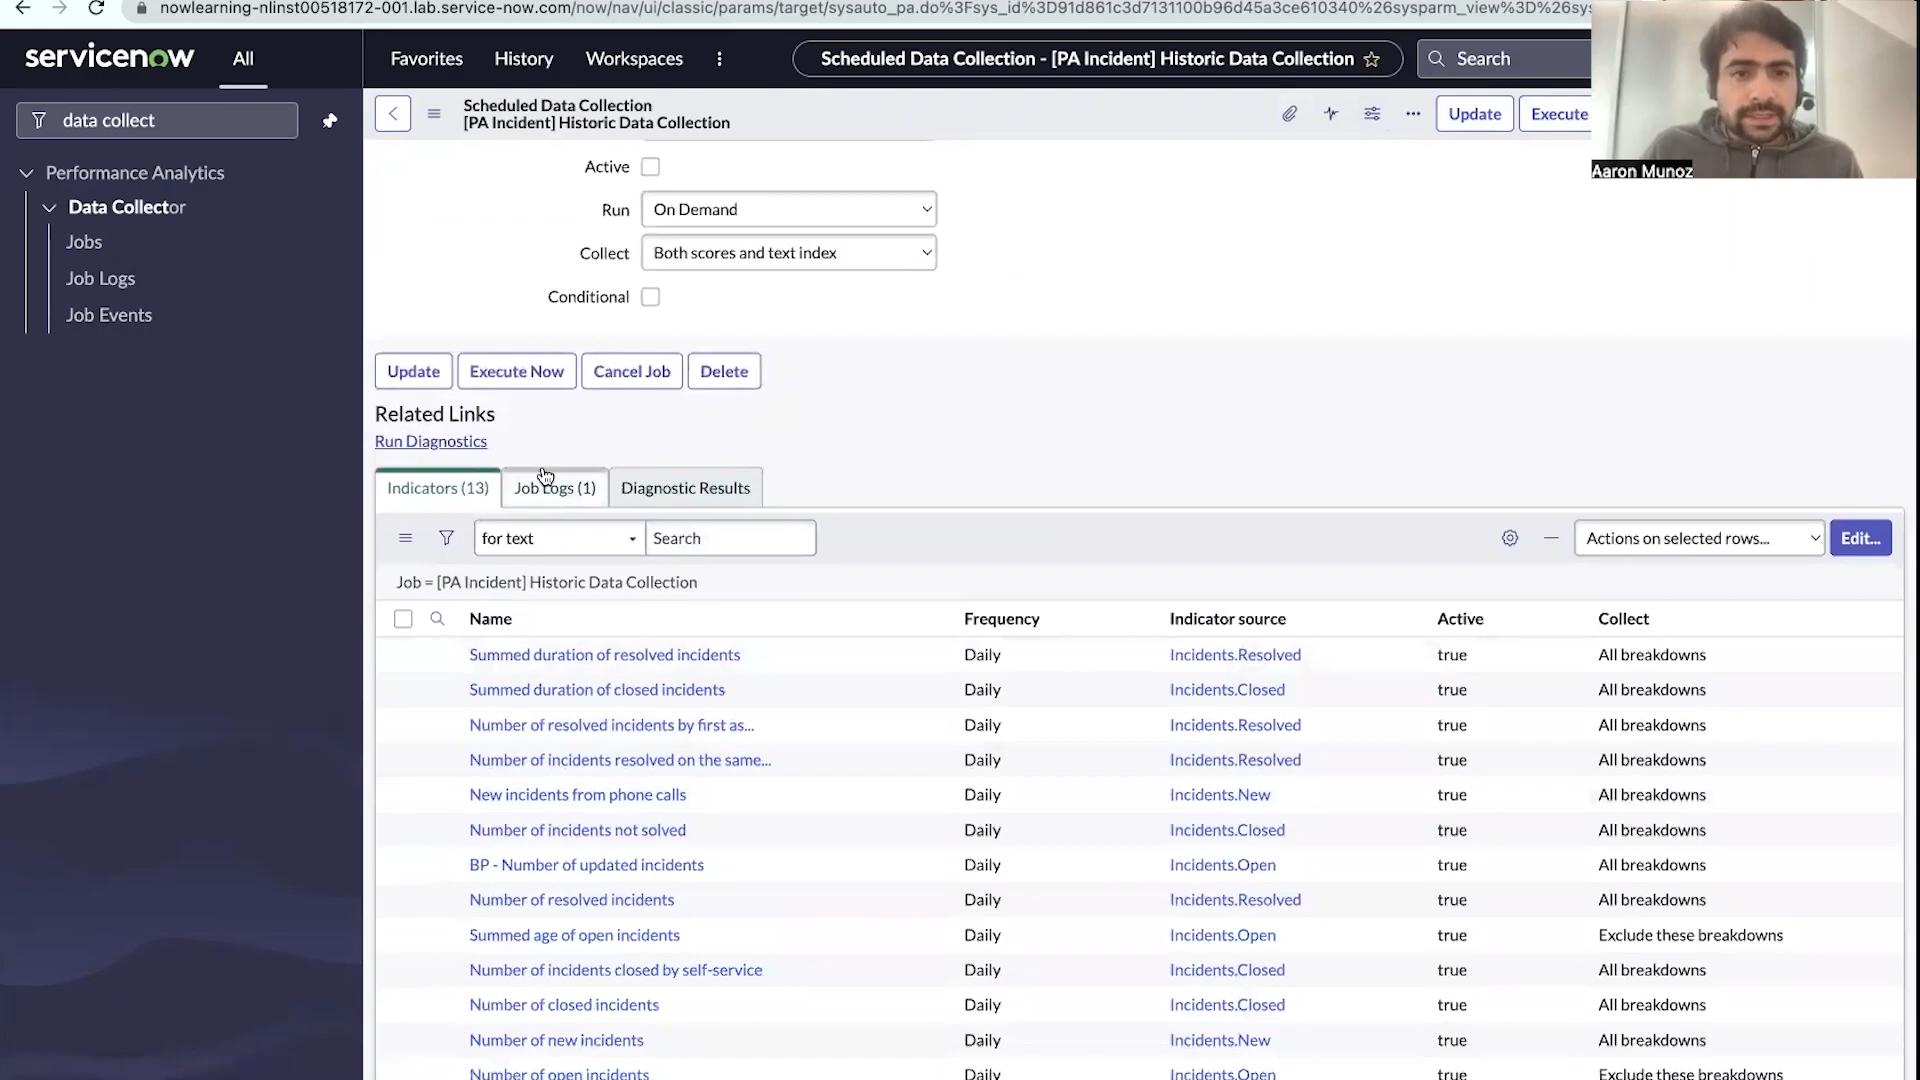 nowlearning-nlinst00518172-001.lab.service-now.com/now/nav/ui/classic/params/target/sysauto_pa.do%3Fsys_id%3D91d861c3d7131100b96d45a3ce610340%26sysparm_view%3D%26sys
servicenow
All
Favorites
History
Workspaces
Scheduled Data Collection - [PA Incident] Historic Data Collection
Search
data collect
Scheduled Data Collection
[PA Incident] Historic Data Collection
Update
Execute
Aaron Munoz
Performance Analytics
Data Collector
Jobs
Job Logs
Job Events
Active
Run
On Demand
Collect
Both scores and text index
Conditional
Update
Execute Now
Cancel Job
Delete
Related Links
Run Diagnostics
Indicators (13)
Job Logs (1)
Diagnostic Results
for text
Search
Actions on selected rows...
Edit...
Job = [PA Incident] Historic Data Collection
Name Frequency Indicator source Active Collect
Summed duration of resolved incidents Daily Incidents.Resolved true All breakdowns
Summed duration of closed incidents Daily Incidents.Closed true All breakdowns
Number of resolved incidents by first as... Daily Incidents.Resolved true All breakdowns
Number of incidents resolved on the same... Daily Incidents.Resolved true All breakdowns
New incidents from phone calls Daily Incidents.New true All breakdowns
Number of incidents not solved Daily Incidents.Closed true All breakdowns
BP - Number of updated incidents Daily Incidents.Open true All breakdowns
Number of resolved incidents Daily Incidents.Resolved true All breakdowns
Summed age of open incidents Daily Incidents.Open true Exclude these breakdowns
Number of incidents closed by self-service Daily Incidents.Closed true All breakdowns
Number of closed incidents Daily Incidents.Closed true All breakdowns
Number of new incidents Daily Incidents.New true All breakdowns
Number of open incidents Daily Incidents.Open true Exclude these breakdowns